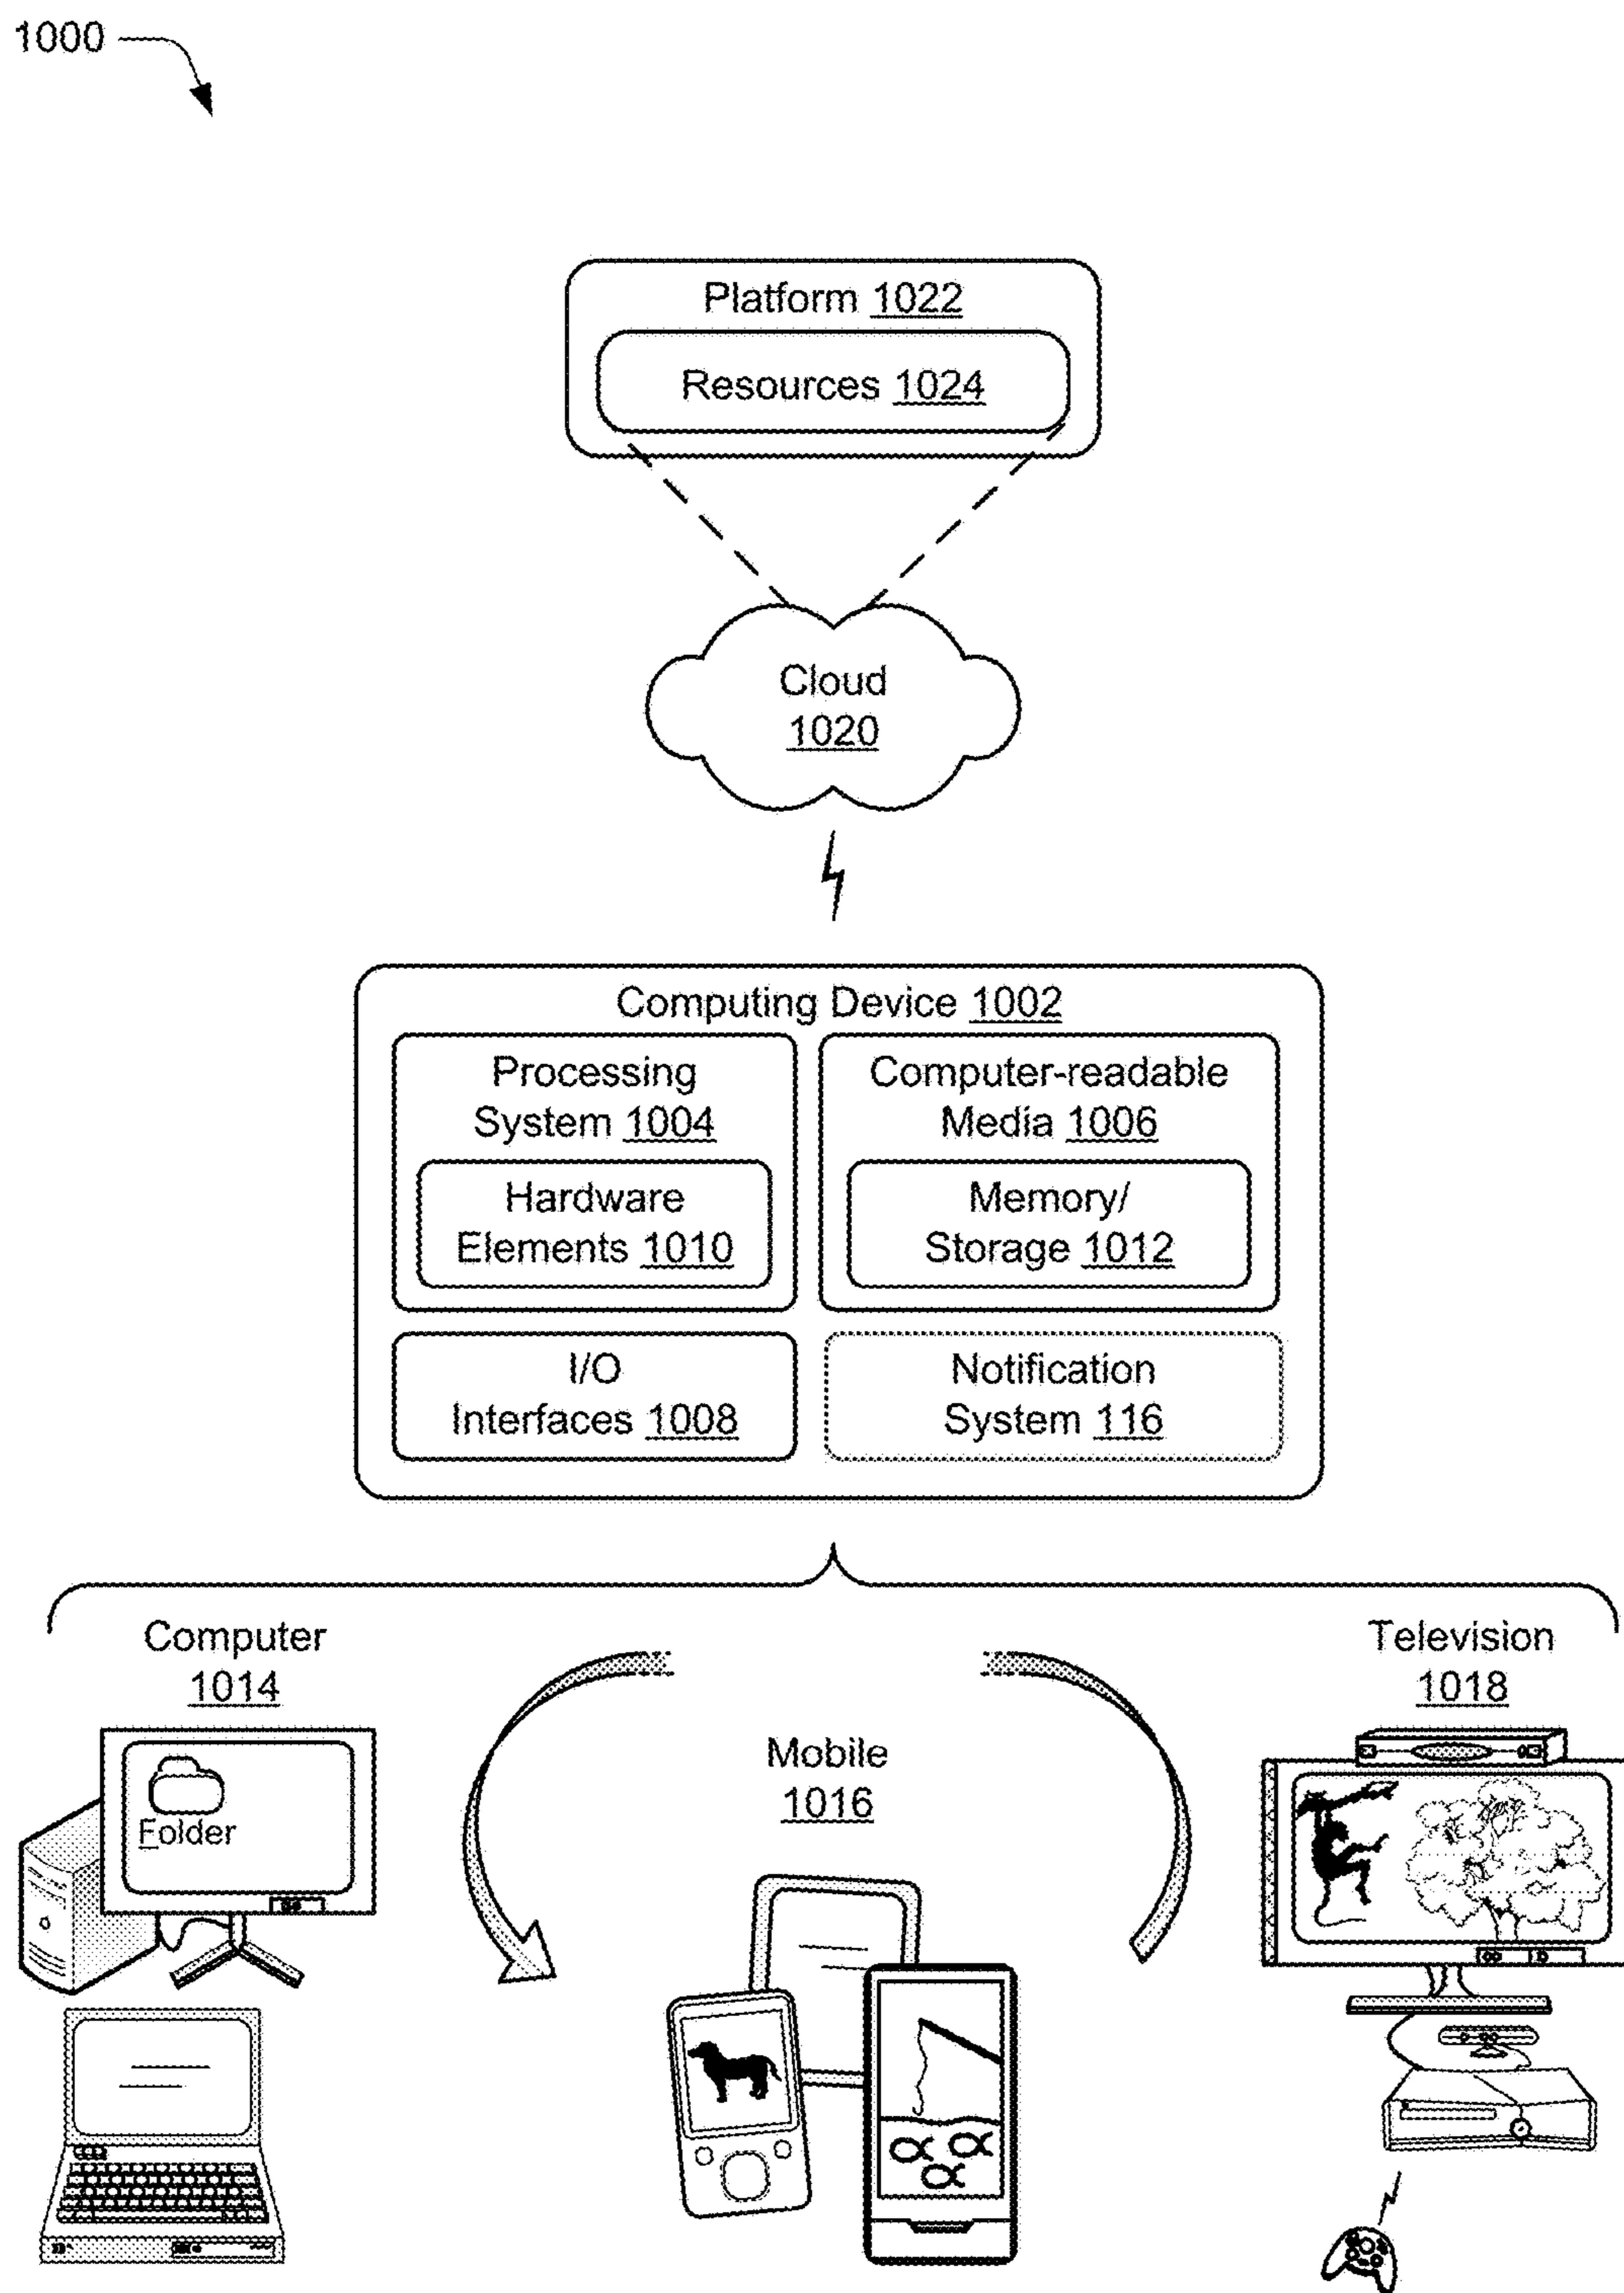 1000
Platform 1022
Resources 1024
Cloud
1020
Computing Device 1002
Processing
System 1004
Hardware
Elements 1010
Computer-readable
Media 1006
Memory/
Storage 1012
I/O
Interfaces 1008
Notification
System 116
Computer
1014
Folder
Mobile
1016
Television
1018